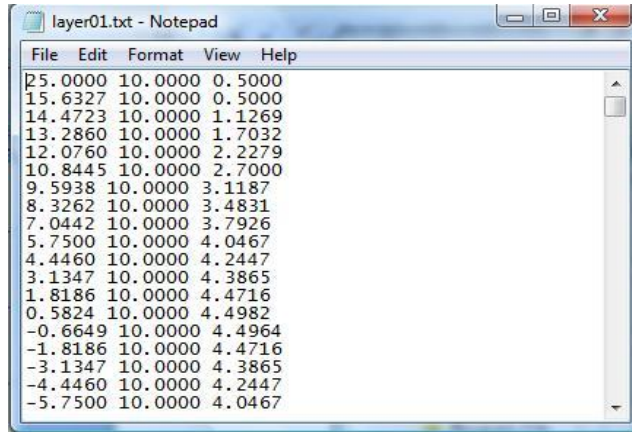 layer01.txt - Notepad
File Edit Format View Help
25.0000 10.0000 0.5000
15.6327 10.0000 0.5000
14.4723 10.0000 1.1269
13.2860 10.0000 1.7032
12.0760 10.0000 2.2279
10.8445 10.0000 2.7000
9.5938 10.0000 3.1187
8.3262 10.0000 3.4831
7.0442 10.0000 3.7926
5.7500 10.0000 4.0467
4.4460 10.0000 4.2447
3.1347 10.0000 4.3865
1.8186 10.0000 4.4716
0.5824 10.0000 4.4982
-0.6649 10.0000 4.4964
-1.8186 10.0000 4.4716
-3.1347 10.0000 4.3865
-4.4460 10.0000 4.2447
-5.7500 10.0000 4.0467